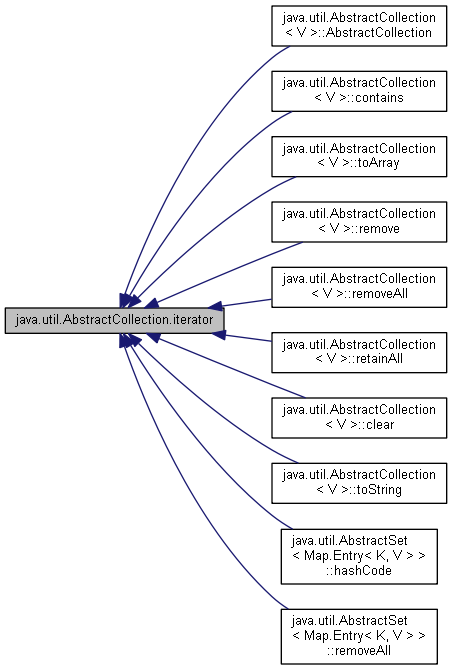 java.util.AbstractCollection
< V >::AbstractCollection
java.util.AbstractCollection
< V >::contains
java.util.AbstractCollection
< V >::toArray
java.util.AbstractCollection
< V >::remove
java.util.AbstractCollection
< V >::removeAll
java.util.AbstractCollection.iterator
java.util.AbstractCollection
< V >::retainAll
java.util.AbstractCollection
< V >::clear
java.util.AbstractCollection
< V >::toString
java.util.AbstractSet
< Map.Entry< K, V > >
::hashCode
java.util.AbstractSet
< Map.Entry< K, V > >
::removeAll